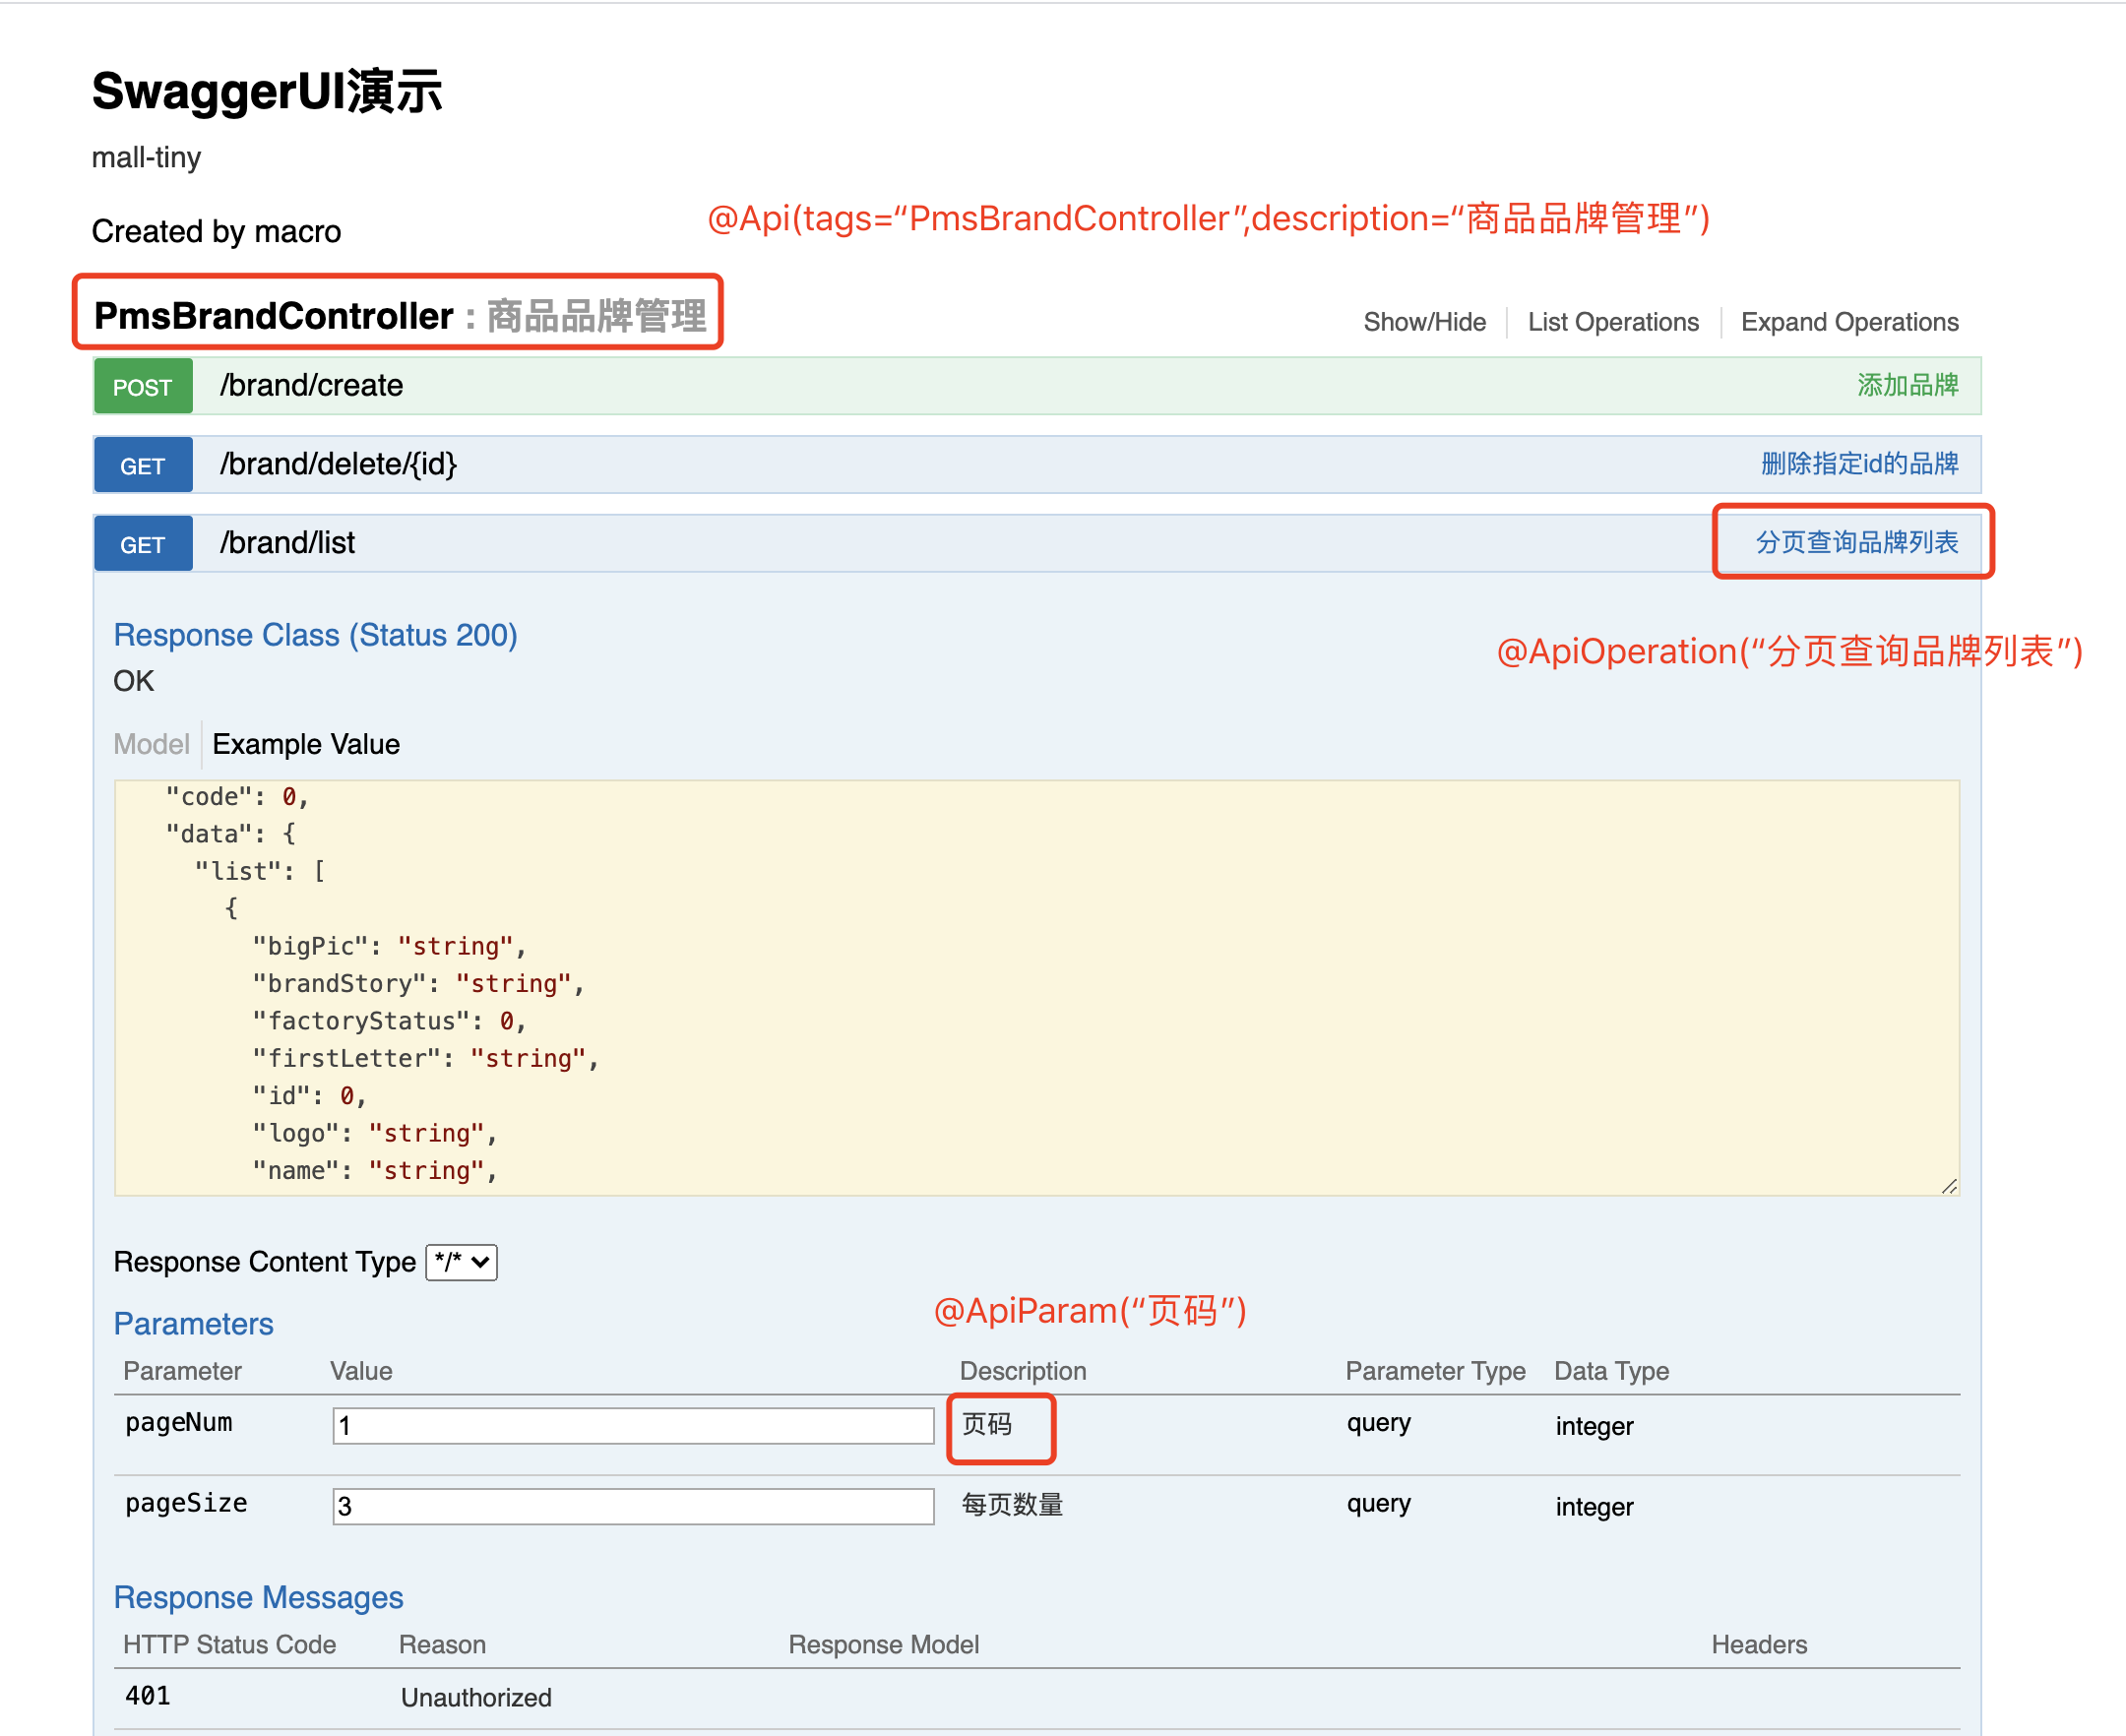 SwaggerUI演示
mall-tiny
@Api(tags=“PmsBrandController”,description=“商品品牌管理”)
Created by macro
PmsBrandController : 商品品牌管理
Show/Hide List Operations Expand Operations
POST /brand/create 添加品牌
GET /brand/delete/{id} 删除指定id的品牌
GET /brand/list 分页查询品牌列表
Response Class (Status 200)
@ApiOperation(“分页查询品牌列表”)
OK
Model Example Value
"code": 0,
"data": {
"list": [
{
"bigPic": "string",
"brandStory": "string",
"factoryStatus": 0,
"firstLetter": "string",
"id": 0,
"logo": "string",
"name": "string",
Response Content Type */*
@ApiParam(“页码”)
Parameters
Parameter Value Description Parameter Type Data Type
pageNum 1 页码 query integer
pageSize 3 每页数量 query integer
Response Messages
HTTP Status Code Reason Response Model Headers
401 Unauthorized